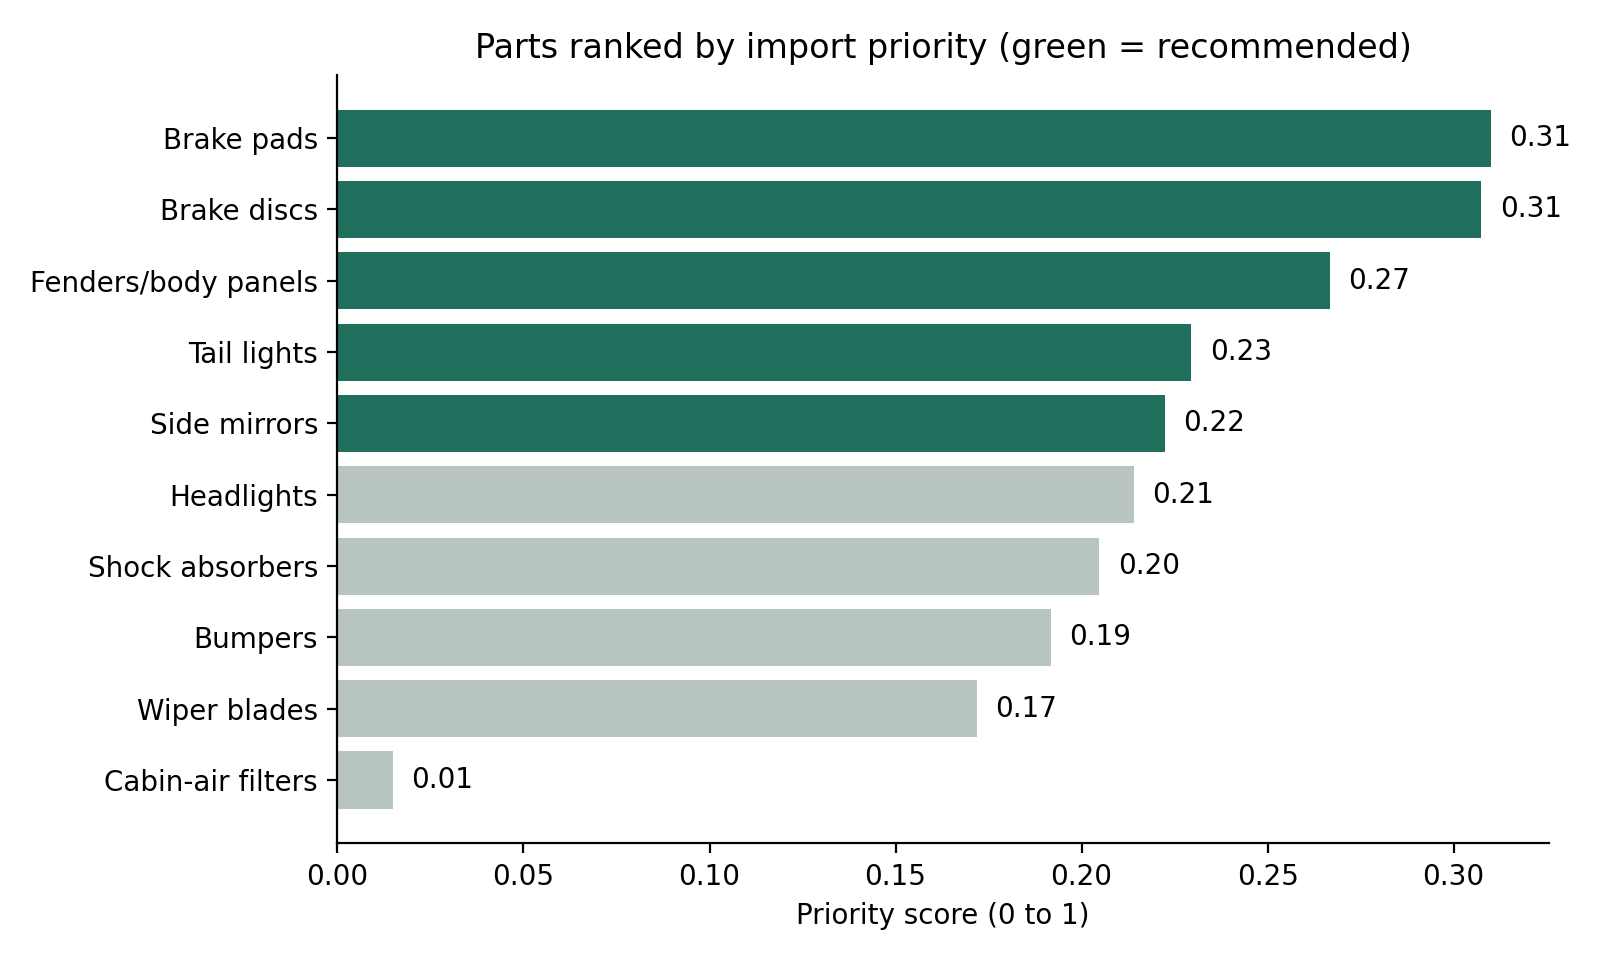 Parts ranked by import priority (green = recommended)
Brake pads 0.31
Brake discs 0.31
Fenders/body panels 0.27
Tail lights 0.23
Side mirrors 0.22
Headlights 0.21
Shock absorbers 0.20
Bumpers 0.19
Wiper blades 0.17
Cabin-air filters 0.01
0.00 0.05 0.10 0.15 0.20 0.25 0.30
Priority score (0 to 1)